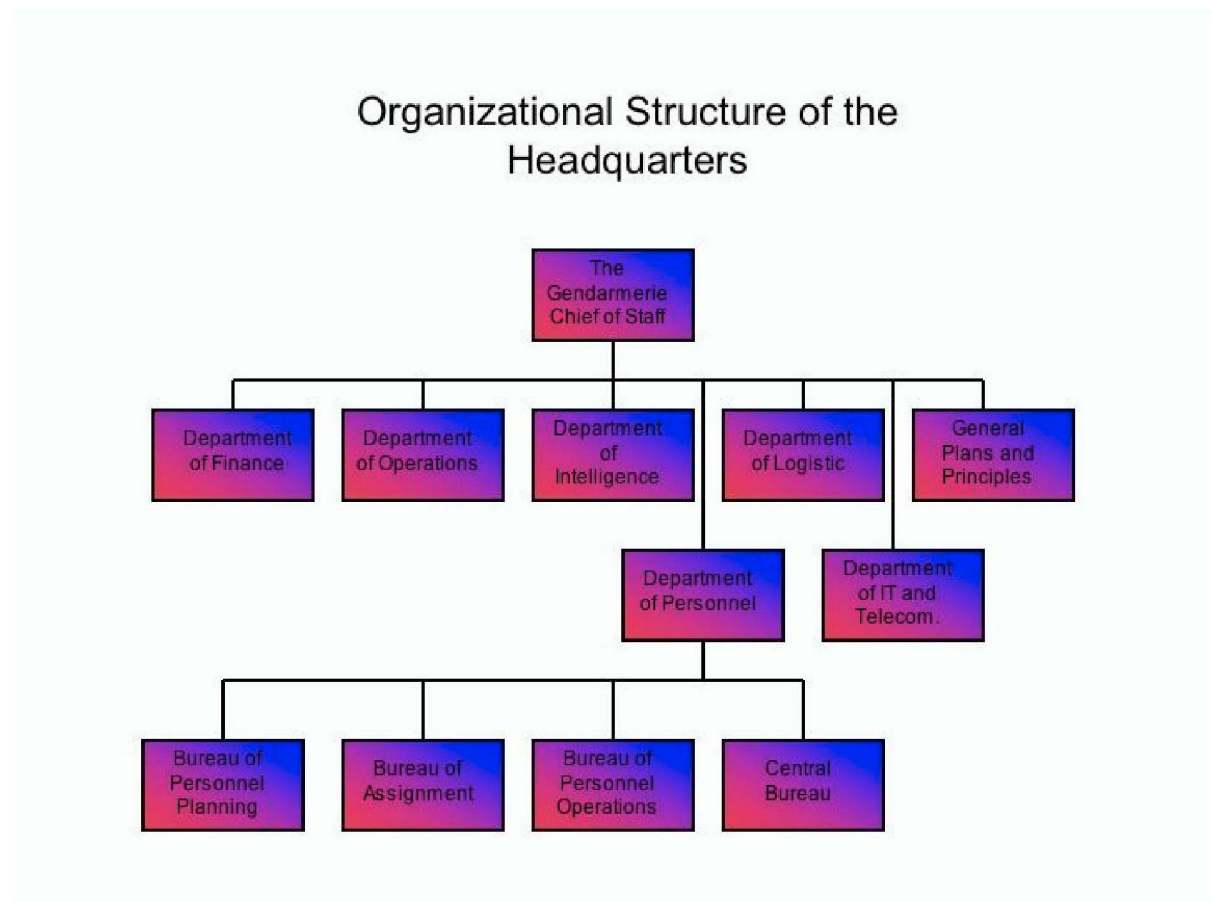 Organizational Structure of the
Headquarters
The
Gendarmerie
Chief of Staff
Department
of Finance
Department
of Operations
Department
of
Intelligence
Department
of Logistic
General
Plans and
Principles
Department
of Personnel
Department
of IT and
Telecom.
Bureau of
Personnel
Planning
Bureau of
Assignment
Bureau of
Personnel
Operations
Central
Bureau